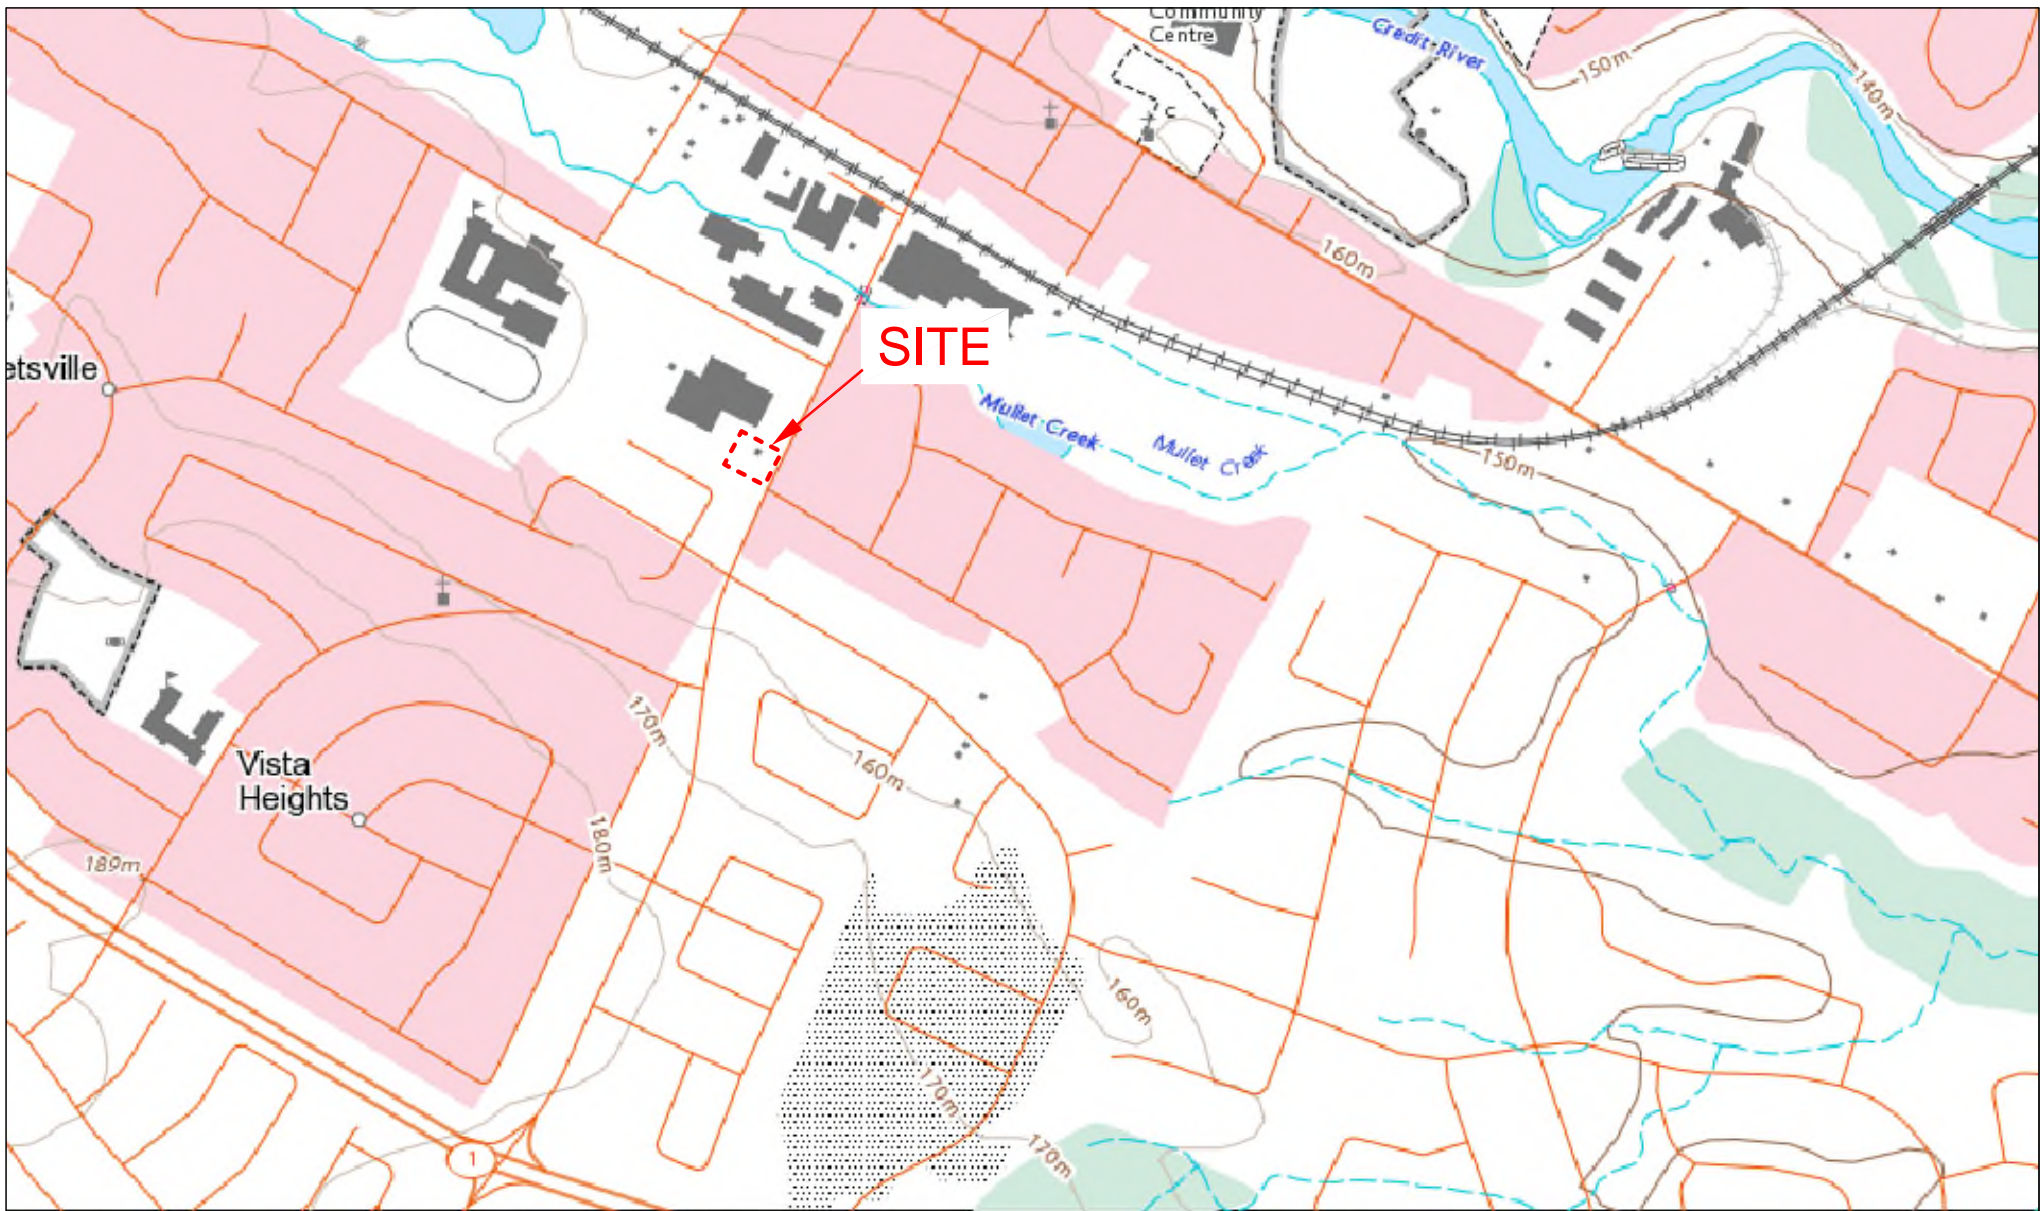 Community
Centre
Credit River
150m
140m
160m
SITE
etsville
Mullet Creek
Mullet Creek
150m
170m
160m
Vista
Heights
180m
189m
160m
170m
170m
1